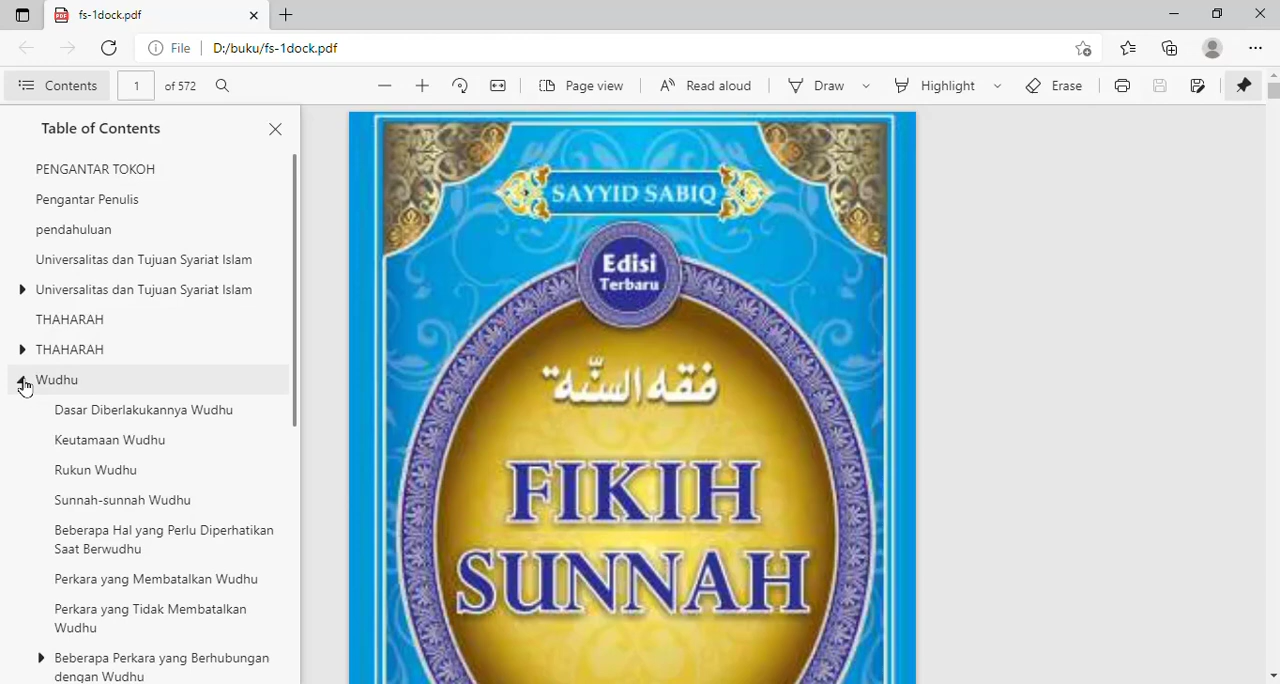 fs-1dock.pdf
File
D:/buku/fs-1dock.pdf
Contents
1
of 572
Page view
Read aloud
Draw
Highlight
Erase
Table of Contents
PENGANTAR TOKOH
Pengantar Penulis
pendahuluan
Universalitas dan Tujuan Syariat Islam
Universalitas dan Tujuan Syariat Islam
THAHARAH
THAHARAH
Wudhu
Dasar Diberlakukannya Wudhu
Keutamaan Wudhu
Rukun Wudhu
Sunnah-sunnah Wudhu
Beberapa Hal yang Perlu Diperhatikan
Saat Berwudhu
Perkara yang Membatalkan Wudhu
Perkara yang Tidak Membatalkan
Wudhu
Beberapa Perkara yang Berhubungan
dengan Wudhu
SAYYID SABIQ
Edisi
Terbaru
فقه السنّة
FIKIH
SUNNAH